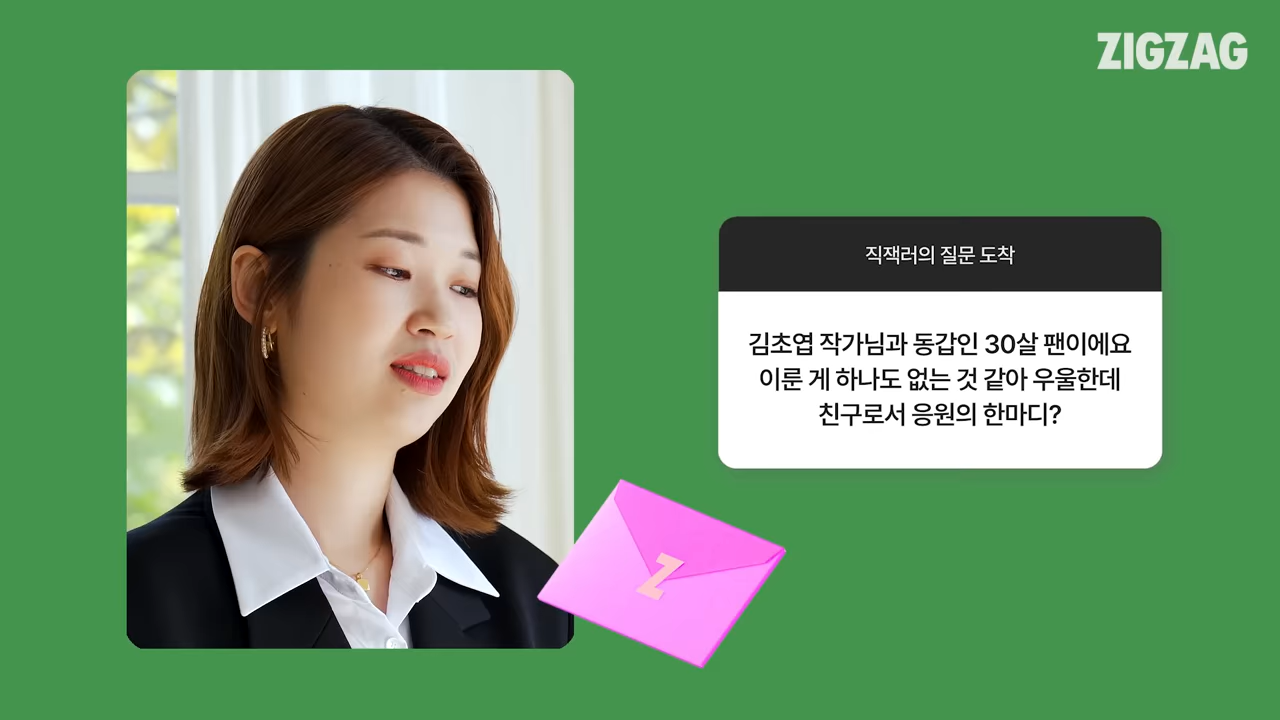 ZIGZAG
직잭러의 질문 도착
김초엽 작가님과 동갑인 30살 팬이에요
이룬 게 하나도 없는 것 같아 우울한데
친구로서 응원의 한마디?
Z